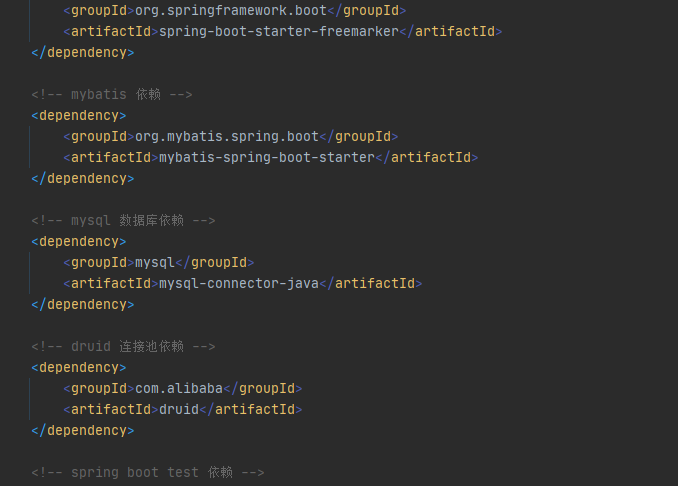 <groupId>org.springframework.boot</groupId>
<artifactId>spring-boot-starter-freemarker</artifactId>
</dependency>
<!-- mybatis 依赖 -->
<dependency>
<groupId>org.mybatis.spring.boot</groupId>
<artifactId>mybatis-spring-boot-starter</artifactId>
</dependency>
<!-- mysql 数据库依赖 -->
<dependency>
<groupId>mysql</groupId>
<artifactId>mysql-connector-java</artifactId>
</dependency>
<!-- druid 连接池依赖 -->
<dependency>
<groupId>com.alibaba</groupId>
<artifactId>druid</artifactId>
</dependency>
<!-- spring boot test 依赖 -->